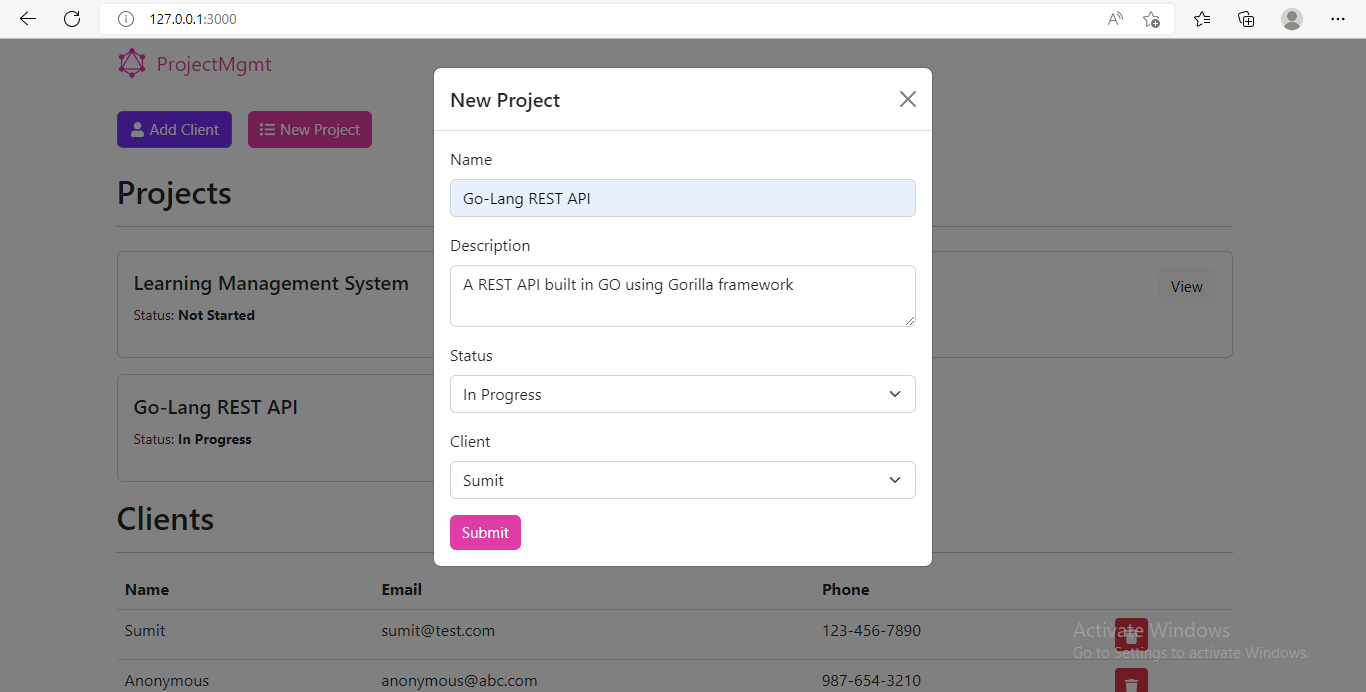 127.0.0.1:3000
ProjectMgmt
Add Client
New Project
Projects
Learning Management System
Status: Not Started
View
Go-Lang REST API
Status: In Progress
New Project
Name
Go-Lang REST API
Description
A REST API built in GO using Gorilla framework
Status
In Progress
Client
Sumit
Submit
Clients
Name Email Phone
Sumit sumit@test.com 123-456-7890
Anonymous anonymous@abc.com 987-654-3210
Activate Windows
Go to Settings to activate Windows.